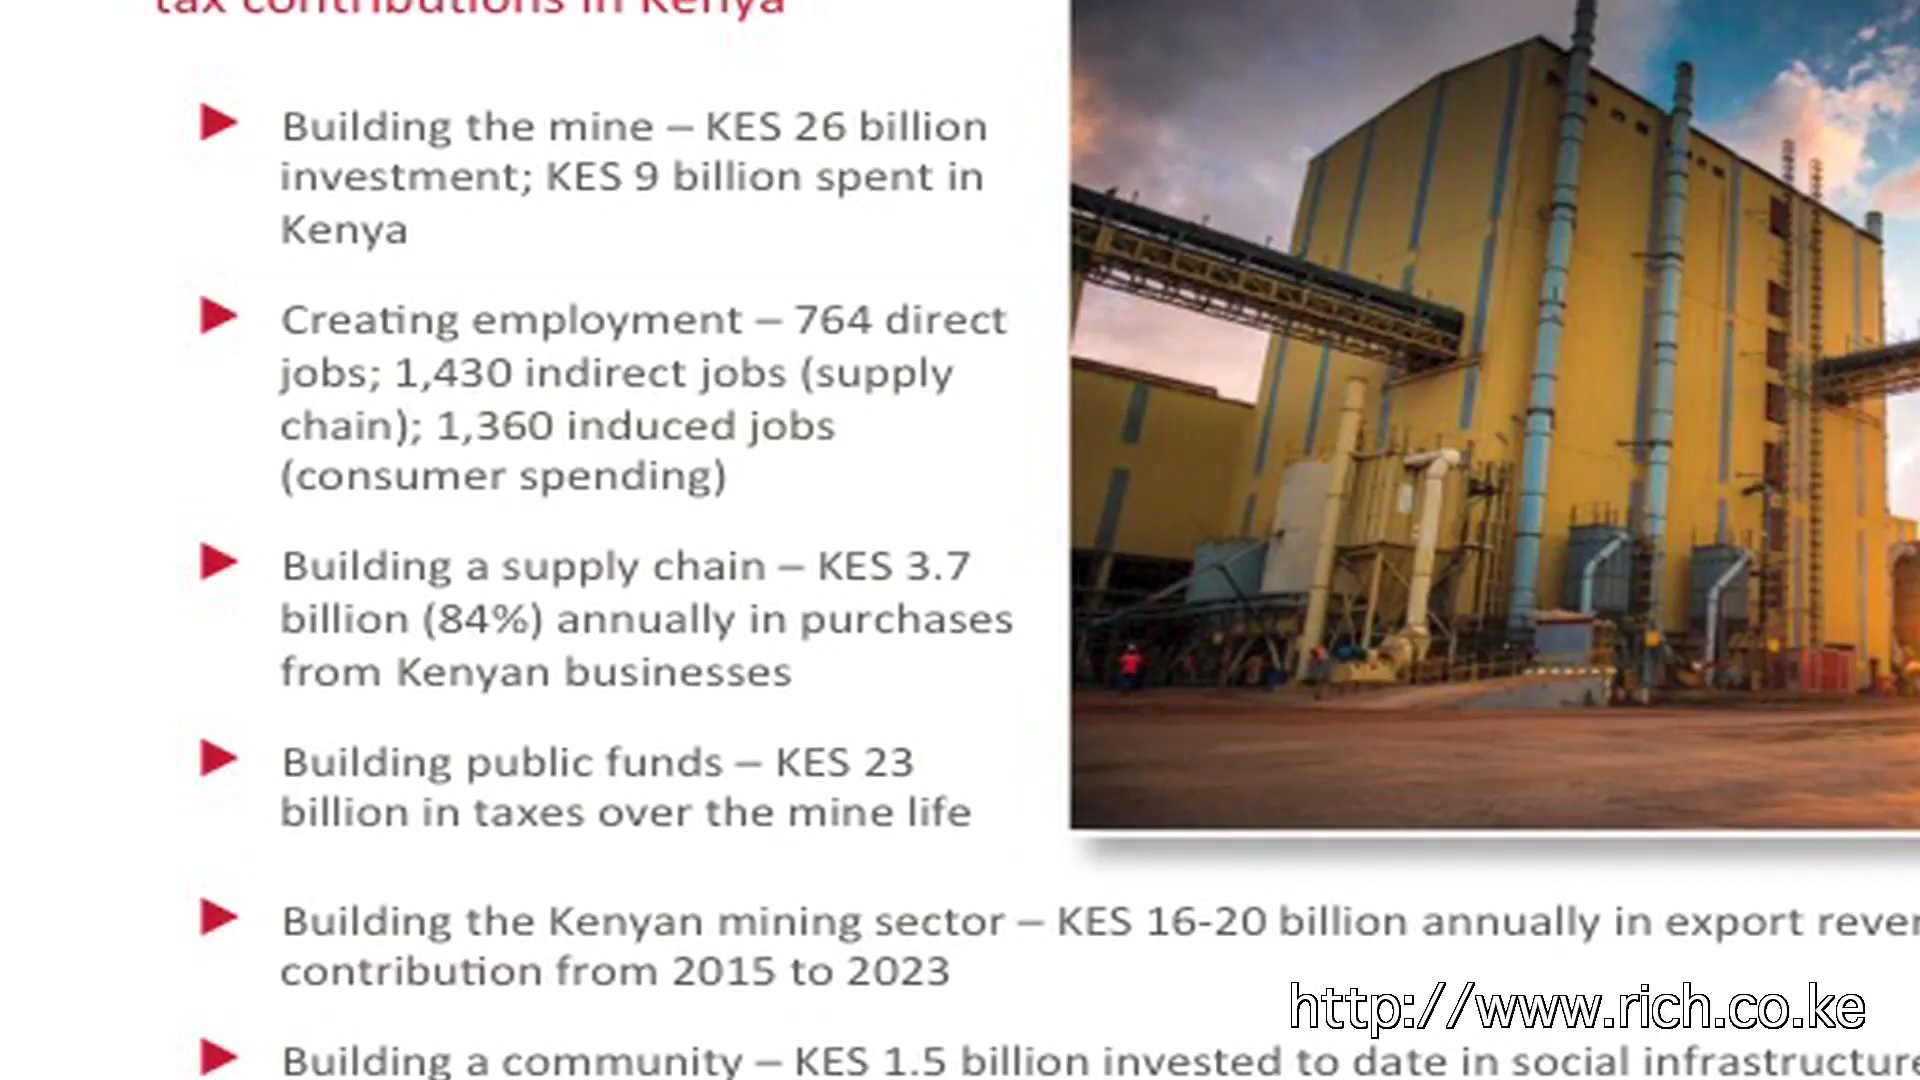 tax contributions in Kenya
Building the mine – KES 26 billion
investment; KES 9 billion spent in
Kenya
Creating employment – 764 direct
jobs; 1,430 indirect jobs (supply
chain); 1,360 induced jobs
(consumer spending)
Building a supply chain – KES 3.7
billion (84%) annually in purchases
from Kenyan businesses
Building public funds – KES 23
billion in taxes over the mine life
Building the Kenyan mining sector – KES 16-20 billion annually in export
contribution from 2015 to 2023
http://www.rich.co.ke
Building a community – KES 1.5 billion invested to date in social infrastructure